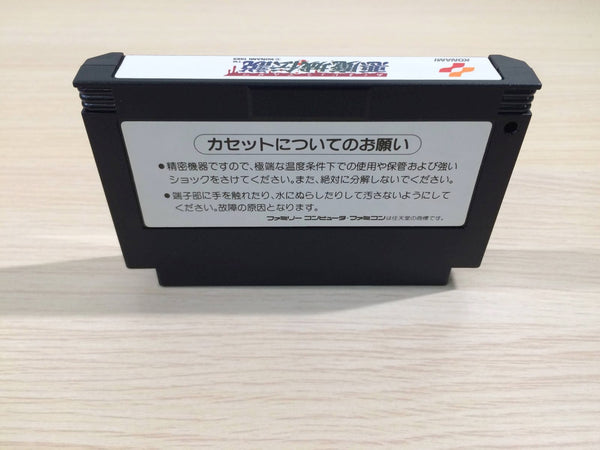 悪魔城伝説
KONAMI
カセットについてのお願い
●精密機器ですので、極端な温度条件下での使用や保管および強い
ショックをさけてください。また、絶対に分解しないでください。
●端子部に手を触れたり、水にぬらしたりして汚さないようにして
ください。故障の原因となります。
ファミリー コンピュータ・ファミコンは任天堂の商標です。